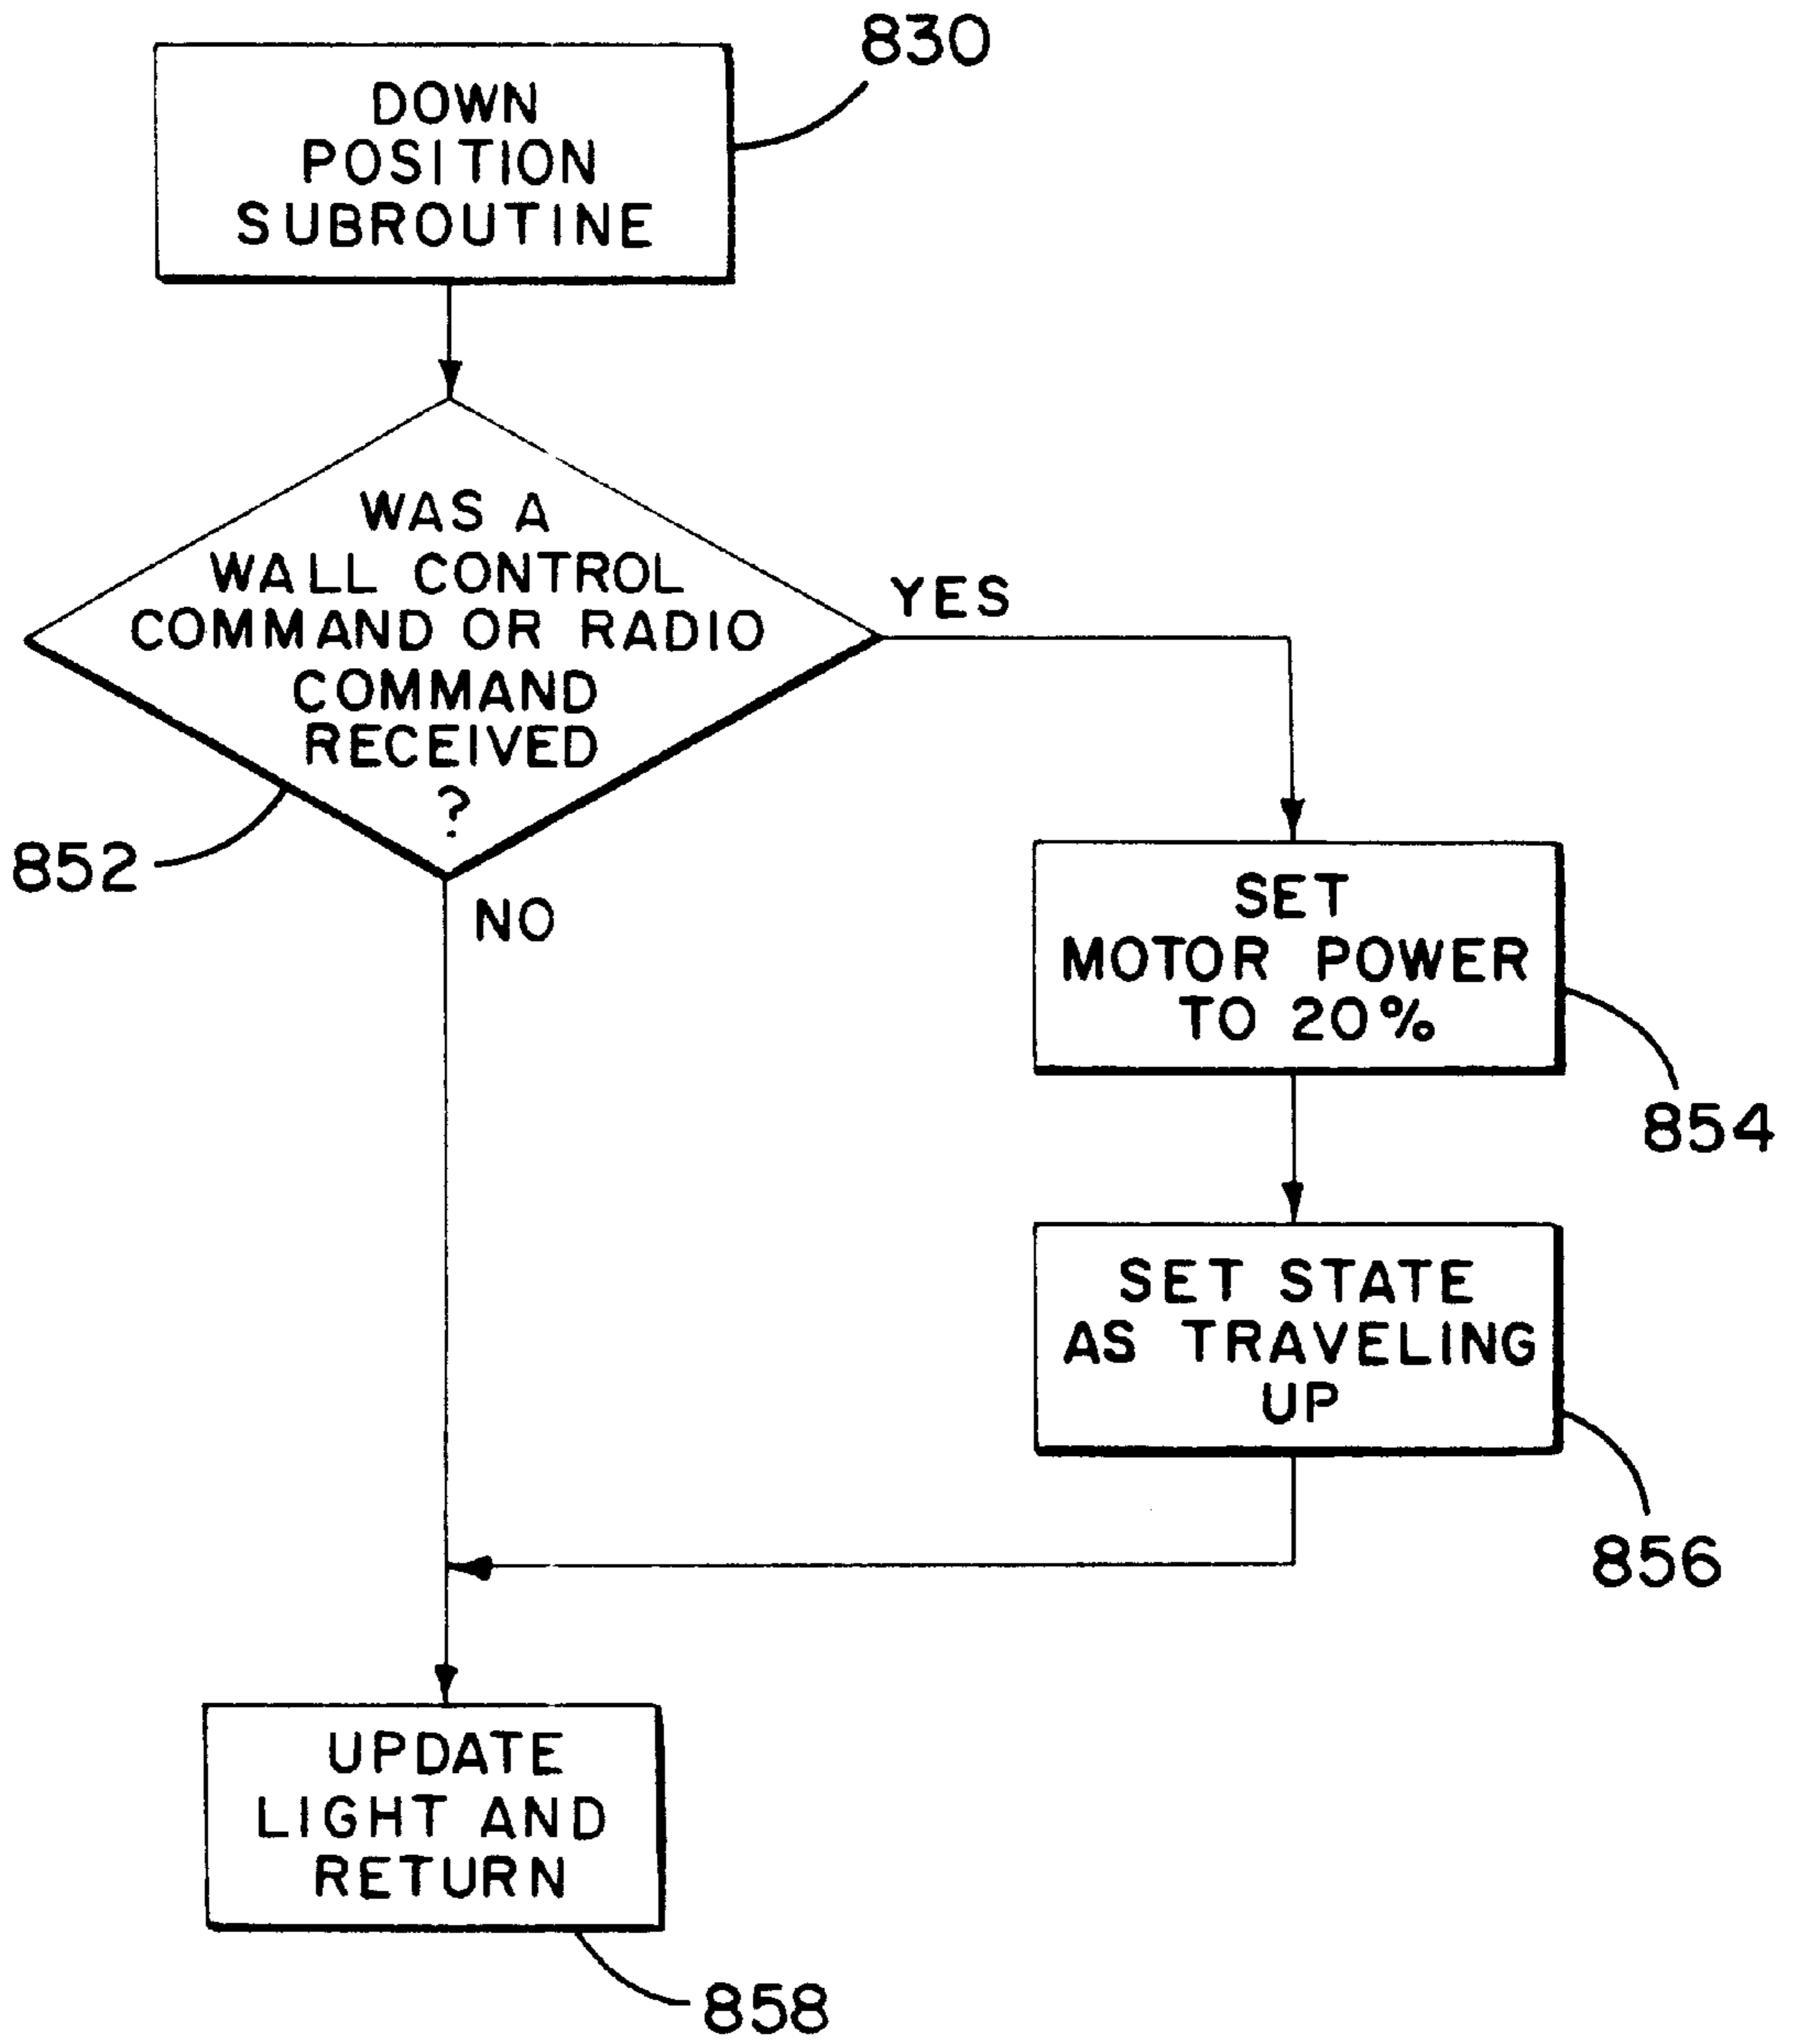 830
DOWN
POSITION
SUBROUTINE
WAS A
WALL CONTROL
COMMAND OR RADIO
COMMAND
RECEIVED
?
YES
852
NO
SET
MOTOR POWER
TO 20%
854
SET STATE
AS TRAVELING
UP
856
UPDATE
LIGHT AND
RETURN
858